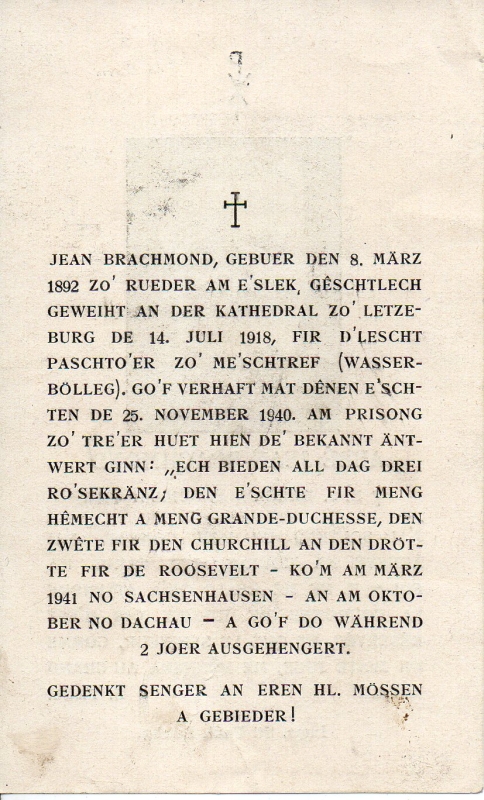 JEAN BRACHMOND, GEBUER DEN 8. MÄRZ
1892 ZO' RUEDER AM E'SLEK, GÊSCHTLECH
GEWEIHT AN DER KATHEDRAL ZO' LETZE-
BURG DE 14. JULI 1918, FIR D'LESCHT
PASCHTO'ER ZO' ME'SCHTREF (WASSER-
BÖLLEG). GO'F VERHAFT MAT DÊNEN E'SCH-
TEN DE 25. NOVEMBER 1940. AM PRISONG
ZO' TRE'ER HUET HIEN DE' BEKANNT ÄNT-
WERT GINN: „ECH BIEDEN ALL DAG DREI
RO'SEKRÄNZ; DEN E'SCHTE FIR MENG
HÊMECHT A MENG GRANDE-DUCHESSE, DEN
ZWÊTE FIR DEN CHURCHILL AN DEN DRÖT-
TE FIR DE ROOSEVELT - KO'M AM MÄRZ
1941 NO SACHSENHAUSEN - AN AM OKTO-
BER NO DACHAU - A GO'F DO WÄHREND
2 JOER AUSGEHENGERT.
GEDENKT SENGER AN EREN HL. MÖSSEN
A GEBIEDER!